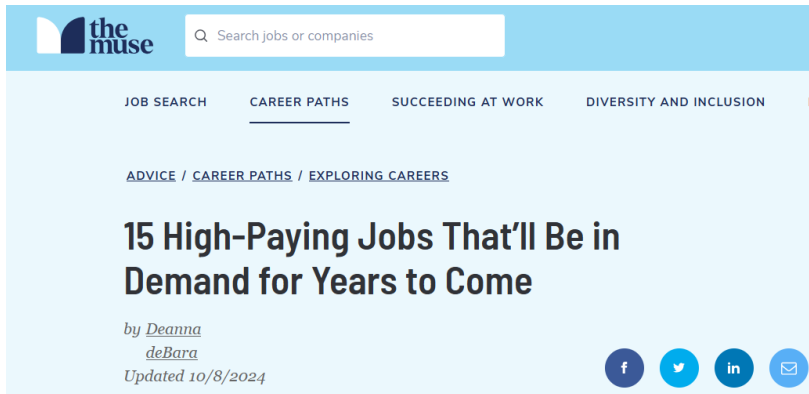 the
muse
Search jobs or companies
JOB SEARCH CAREER PATHS SUCCEEDING AT WORK DIVERSITY AND INCLUSION
ADVICE / CAREER PATHS / EXPLORING CAREERS
15 High-Paying Jobs That'll Be in
Demand for Years to Come
by Deanna
deBara
Updated 10/8/2024
f in